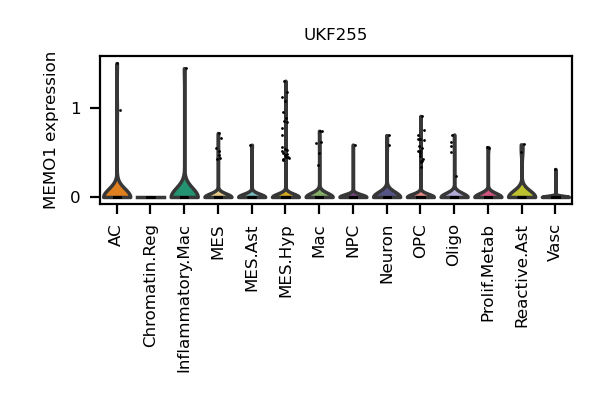 UKF255
MEMO1 expression
1
0
AC
Chromatin.Reg
Inflammatory.Mac
MES
MES.Ast
MES.Hyp
Mac
NPC
Neuron
OPC
Oligo
Prolif.Metab
Reactive.Ast
Vasc